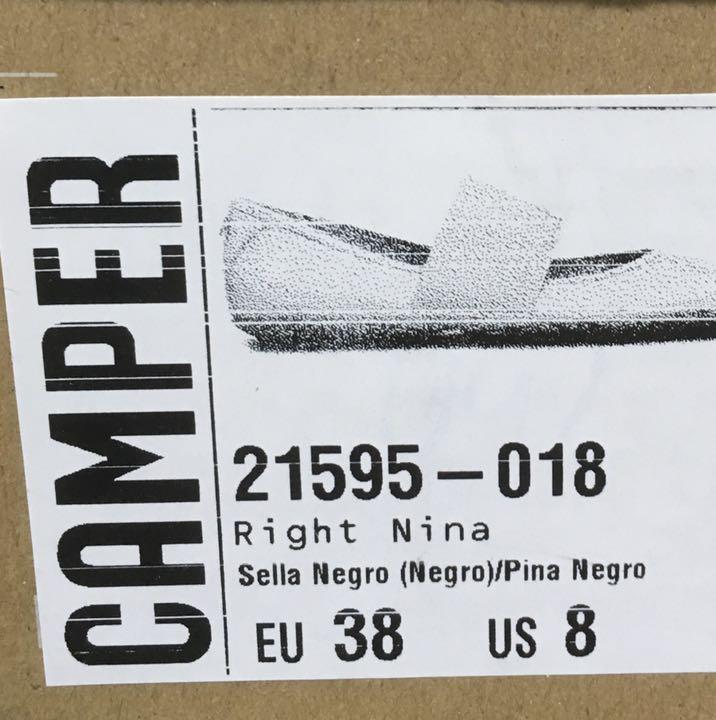 CAMPER
21595-018
Right Nina
Sella Negro (Negro)/Pina Negro
EU 38 US 8